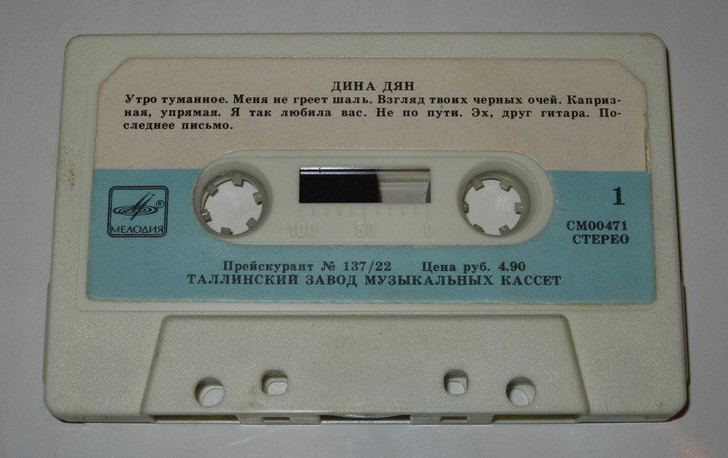 ДИНА ДЯН
Утро туманное. Меня не греет шаль. Взгляд твоих черных очей. Каприз-
ная, упрямая. Я так любила вас. Не по пути. Эх, друг гитара. По-
следнее письмо.
1
МЕЛОДИЯ ®
СМ00471
СТЕРЕО
100 50 0
Прейскурант № 137/22 Цена руб. 4.90
ТАЛЛИНСКИЙ ЗАВОД МУЗЫКАЛЬНЫХ КАССЕТ